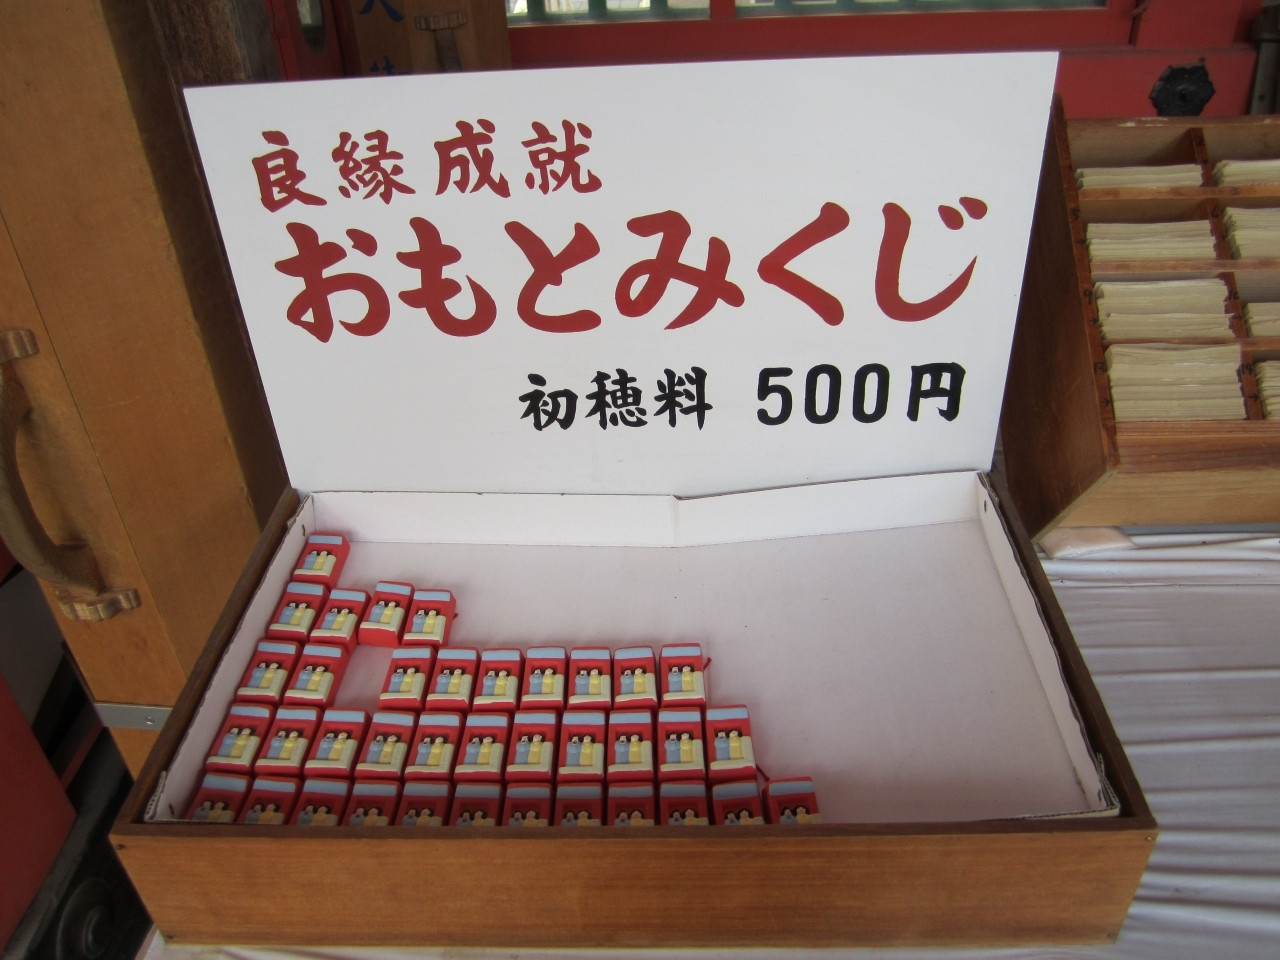 良縁成就
おもとみくじ
初穂料 500円